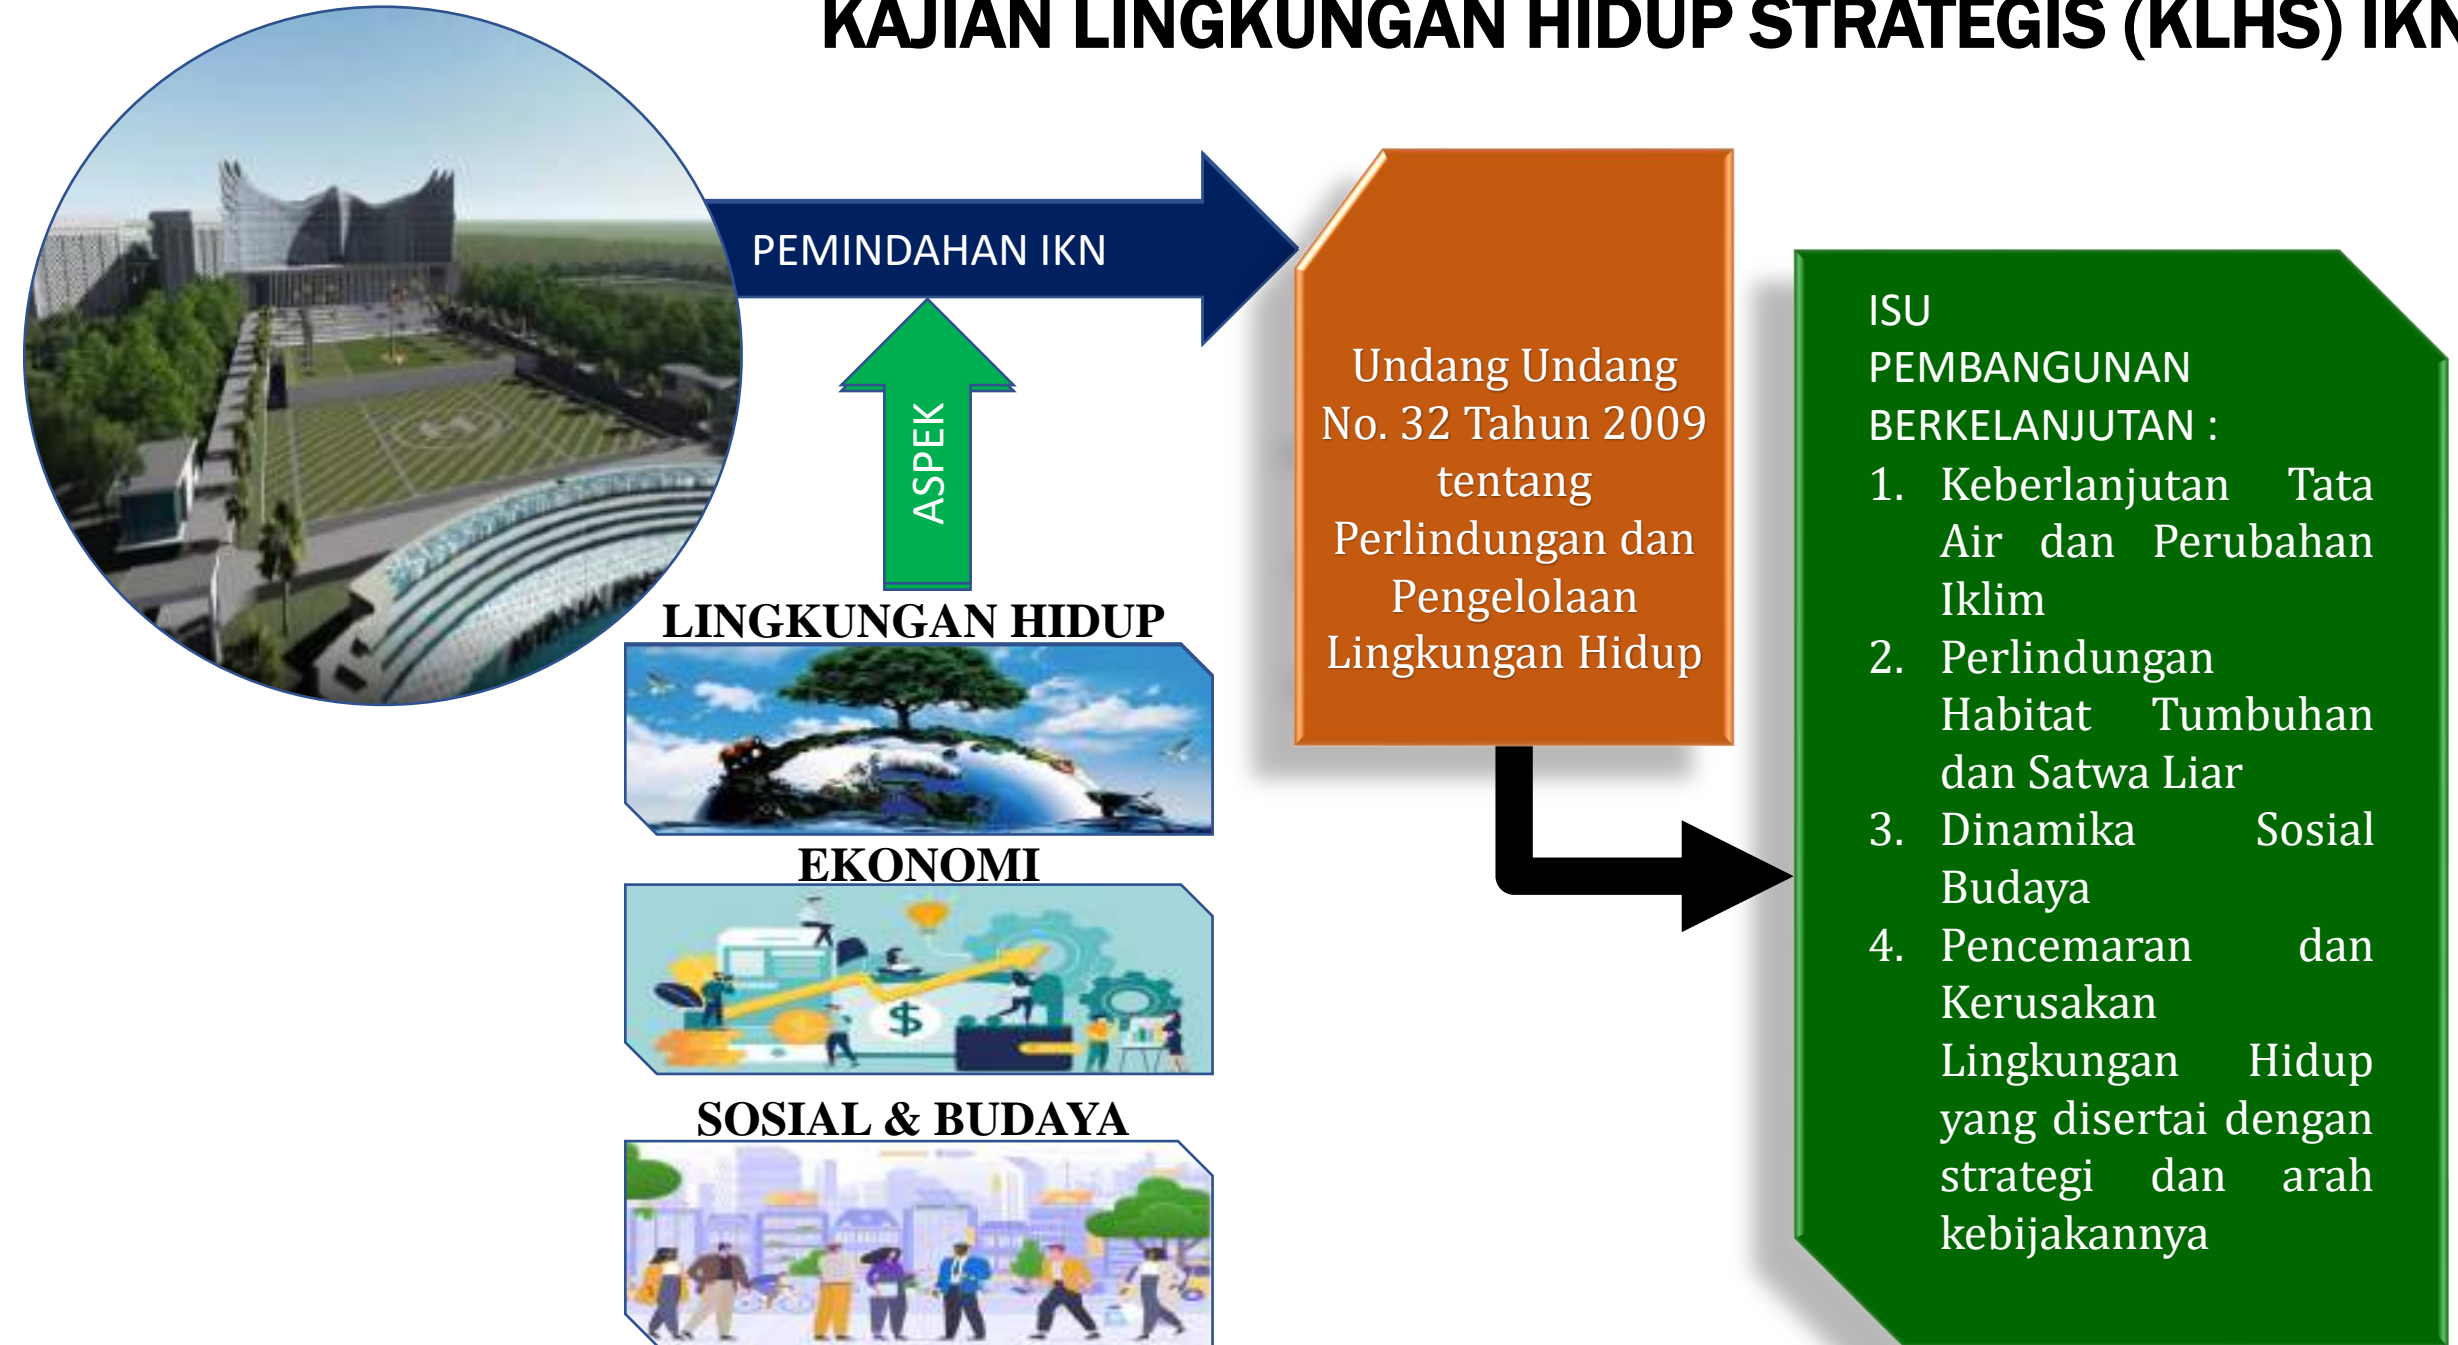 KAJIAN LINGKUNGAN HIDUP STRATEGIS (KLHS) IKN
PEMINDAHAN IKN
ASPEK
LINGKUNGAN HIDUP
EKONOMI
$
SOSIAL & BUDAYA
Undang Undang
No. 32 Tahun 2009
tentang
Perlindungan dan
Pengelolaan
Lingkungan Hidup
ISU
PEMBANGUNAN
BERKELANJUTAN :
1. Keberlanjutan Tata
Air dan Perubahan
Iklim
2. Perlindungan
Habitat Tumbuhan
dan Satwa Liar
3. Dinamika Sosial
Budaya
4. Pencemaran dan
Kerusakan
Lingkungan Hidup
yang disertai dengan
strategi dan arah
kebijakannya